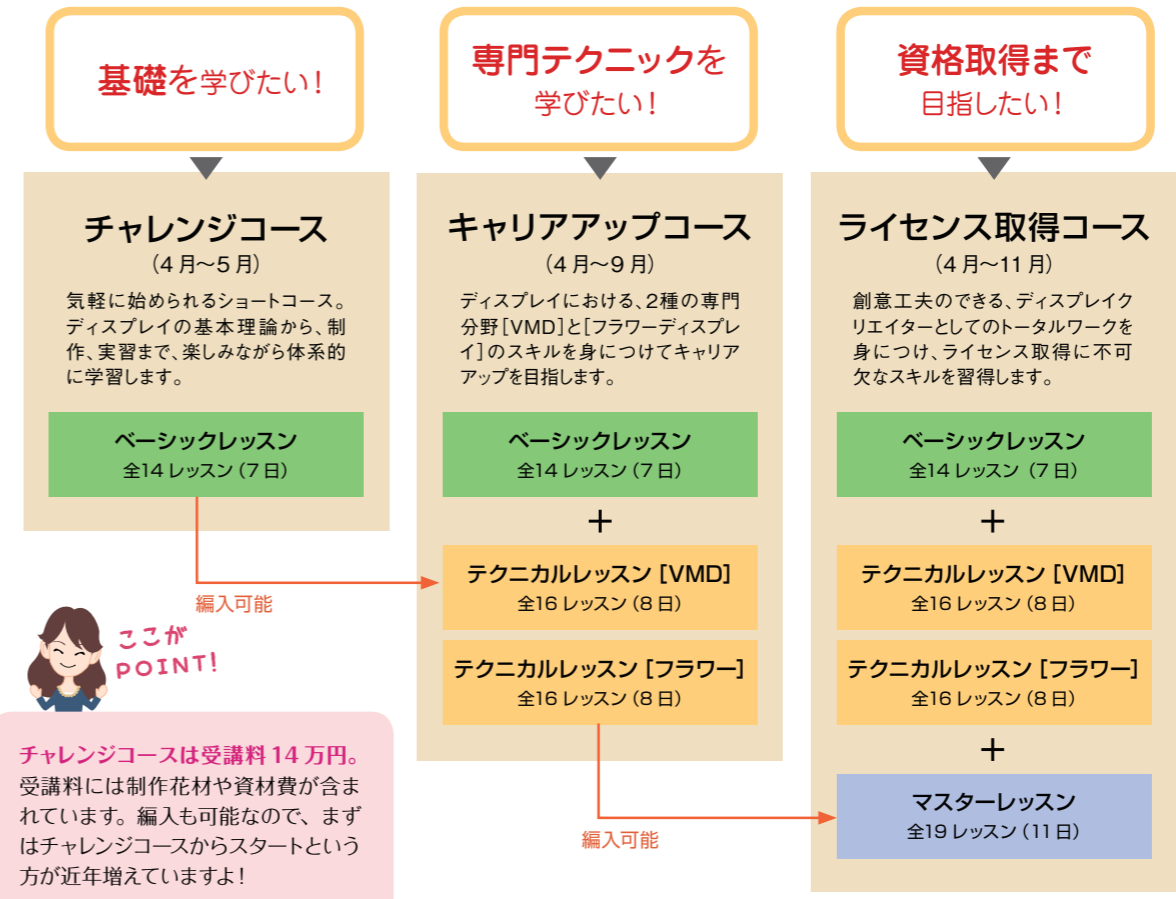 基礎を学びたい！
チャレンジコース
（4月〜5月）
気軽に始められるショートコース。
ディスプレイの基本理論から、制
作、実習まで、楽しみながら体系的
に学習します。
ベーシックレッスン
全14レッスン（7日）
編入可能
専門テクニックを
学びたい！
キャリアアップコース
（4月〜9月）
ディスプレイにおける、2種の専門
分野［VMD］と［フラワーディスプレ
イ］のスキルを身につけてキャリア
アップを目指します。
ベーシックレッスン
全14レッスン（7日）
＋
テクニカルレッスン［VMD］
全16レッスン（8日）
テクニカルレッスン［フラワー］
全16レッスン（8日）
編入可能
資格取得まで
目指したい！
ライセンス取得コース
（4月〜11月）
創意工夫のできる、ディスプレイク
リエイターとしてのトータルワークを
身につけ、ライセンス取得に不可
欠なスキルを習得します。
ベーシックレッスン
全14レッスン（7日）
＋
テクニカルレッスン［VMD］
全16レッスン（8日）
テクニカルレッスン［フラワー］
全16レッスン（8日）
＋
マスターレッスン
全19レッスン（11日）
ここが
POINT!
チャレンジコースは受講料14万円。
受講料には制作花材や資材費が含ま
れています。編入も可能なので、まず
はチャレンジコースからスタートという
方が近年増えていますよ！